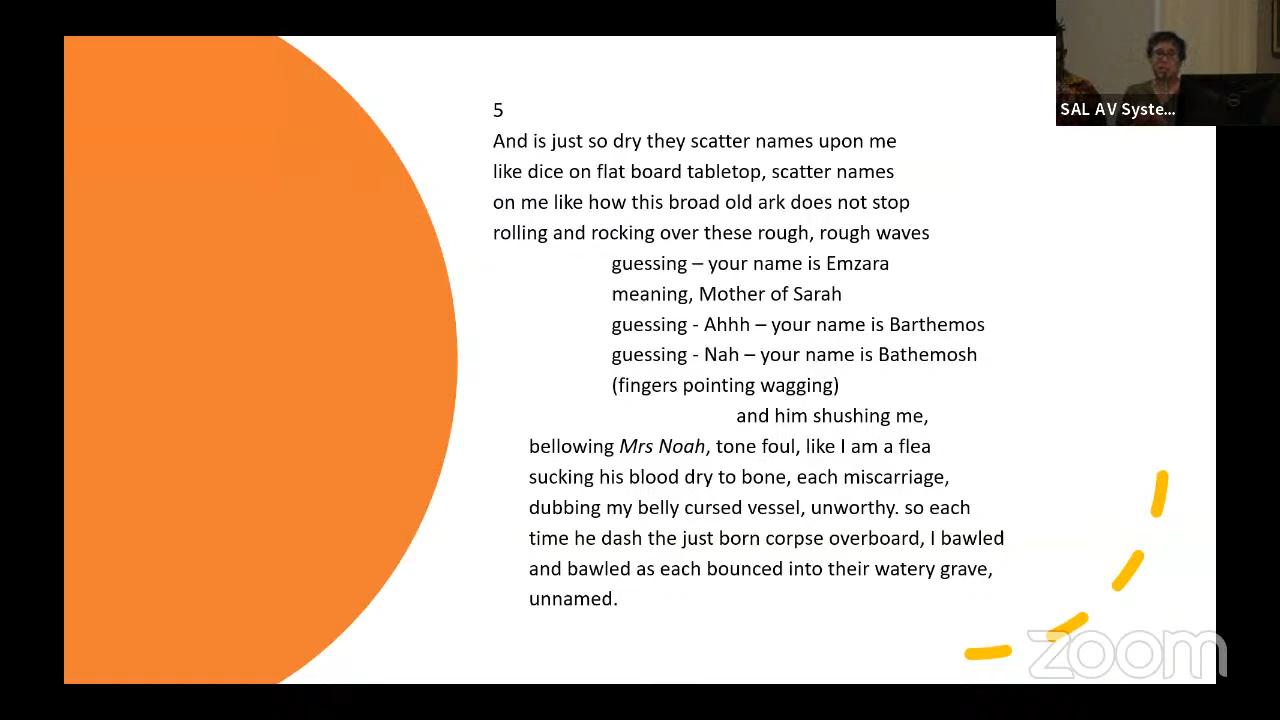 5
And is just so dry they scatter names upon me
like dice on flat board tabletop, scatter names
on me like how this broad old ark does not stop
rolling and rocking over these rough, rough waves
guessing – your name is Emzara
meaning, Mother of Sarah
guessing - Ahhh – your name is Barthemos
guessing - Nah – your name is Bathemosh
(fingers pointing wagging)
and him shushing me,
bellowing Mrs Noah, tone foul, like I am a flea
sucking his blood dry to bone, each miscarriage,
dubbing my belly cursed vessel, unworthy. so each
time he dash the just born corpse overboard, I bawled
and bawled as each bounced into their watery grave,
unnamed.
SAL AV Syste...
zoom